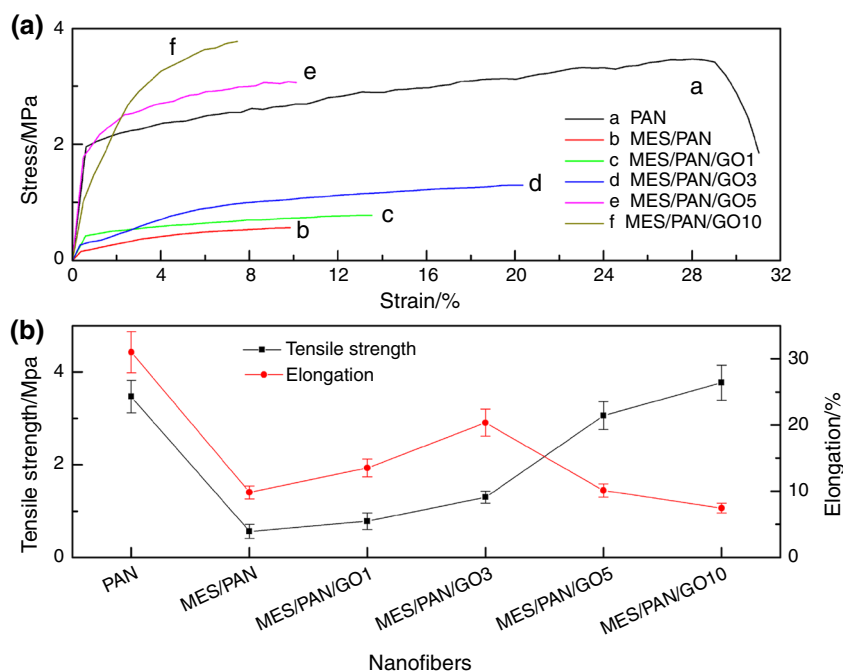 (a)
Stress/MPa
4
2
0
f
e
a
d
c
b
a PAN
b MES/PAN
c MES/PAN/GO1
d MES/PAN/GO3
e MES/PAN/GO5
f MES/PAN/GO10
0 4 8 12 16 20 24 28 32
Strain/%
(b)
Tensile strength/Mpa
4
2
0
Tensile strength
Elongation
30
20
10
0
Elongation/%
PAN
MES/PAN
MES/PAN/GO1
MES/PAN/GO3
MES/PAN/GO5
MES/PAN/GO10
Nanofibers